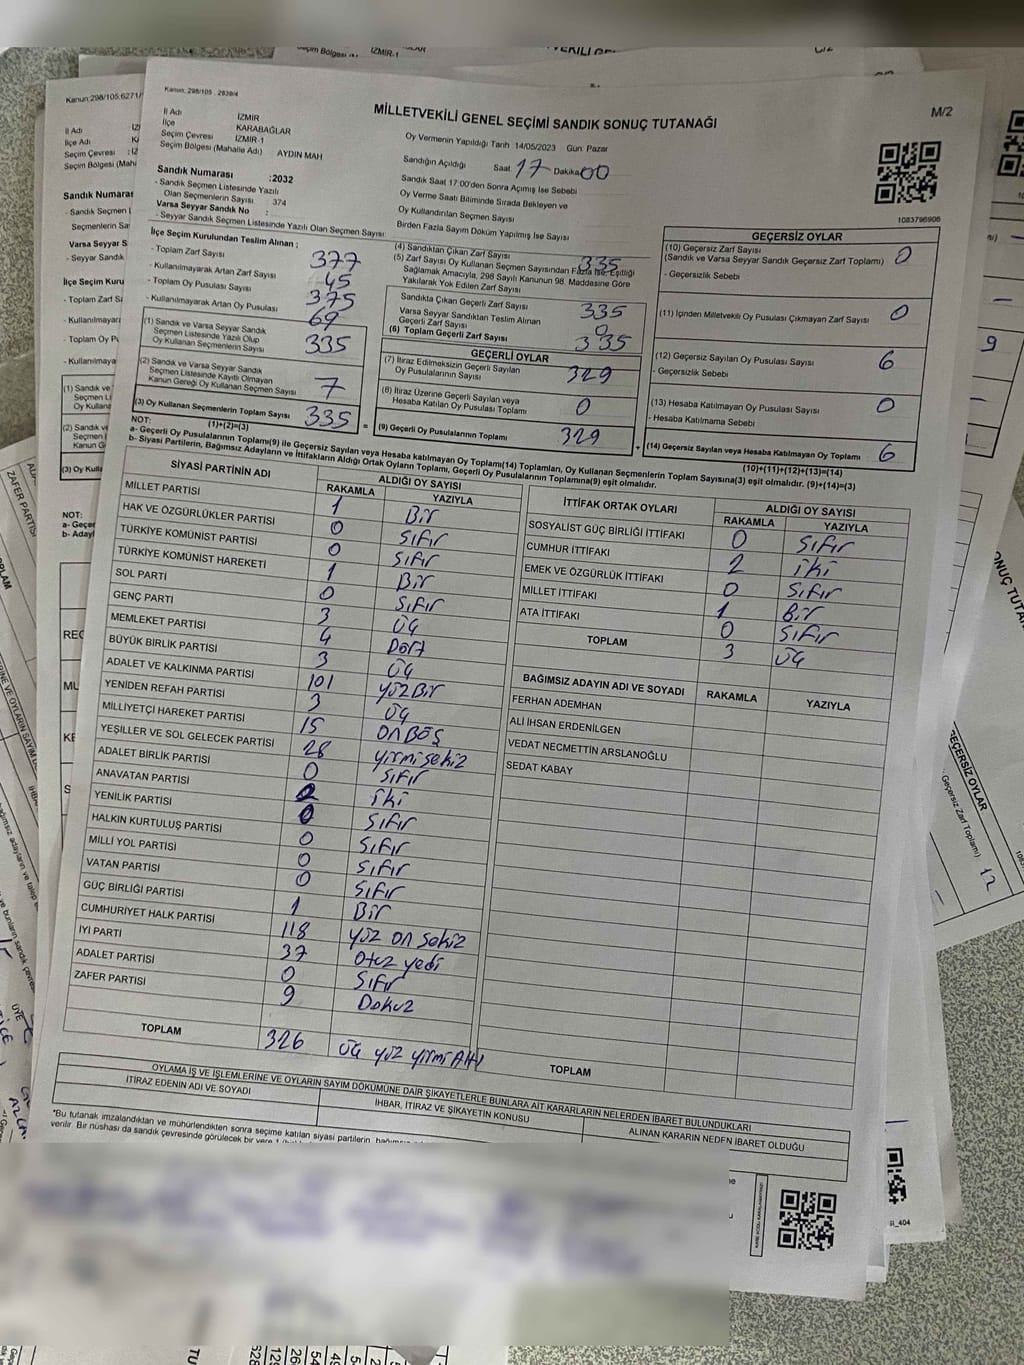 Kanun: 298/105 . 2839/4
MİLLETVEKİLİ GENEL SEÇİMİ SANDIK SONUÇ TUTANAĞI
M/2
İl Adı İZMİR
İlçe KARABAĞLAR
Seçim Çevresi İZMİR-1
Seçim Bölgesi (Mahalle Adı) AYDIN MAH
Sandık Numarası :2032
- Sandık Seçmen Listesinde Yazılı
Olan Seçmenlerin Sayısı : 374
Varsa Seyyar Sandık No :
- Seyyar Sandık Listesinde Yazılı Olan Seçmen Sayısı:
Oy Vermenin Yapıldığı Tarih 14/05/2023 Gün: Pazar
Sandığın Açıldığı Saat 17 Dakika 00
Sandık Saat 17:00'den Sonra Açımış İse Sebebi
Oy Verme Saati Bitiminde Sırada Bekleyen ve
Oy Kullandırılan Seçmen Sayısı
Birden Fazla Sayım Döküm Yapılmış İse Sayısı
1083796906
İlçe Seçim Kurulundan Teslim Alınan ;
- Toplam Zarf Sayısı 377
- Kullanılmayarak Artan Zarf Sayısı 45
- Toplam Oy Pusulası Sayısı 375
- Kullanılmayarak Artan Oy Pusulası 69
(1) Sandık ve Varsa Seyyar Sandık
Seçmen Listesinde Yazılı Olup
Oy Kullanan Seçmenlerin Sayısı 335
(2) Sandık ve Varsa Seyyar Sandık
Seçmen Listesinde Kayıtlı Olmayan
Kanun Gereği Oy Kullanan Seçmen Sayısı 7
(3) Oy Kullanan Seçmenlerin Toplam Sayısı 335
(1)+(2)=(3)
(4) Sandıktan Çıkan Zarf Sayısı 335
(5) Zarf Sayısı Oy Kullanan Seçmen Sayısından Fazla İse, Eşitliği
Sağlamak Amacıyla, 298 Sayılı Kanunun 98. Maddesine Göre
Yakılarak Yok Edilen Zarf Sayısı
Sandıkta Çıkan Geçerli Zarf Sayısı 335
Varsa Seyyar Sandıktan Teslim Alınan
Geçerli Zarf Sayısı 0
(6) Toplam Geçerli Zarf Sayısı 335
GEÇERLİ OYLAR
(7) İtiraz Edilmeksizin Geçerli Sayılan
Oy Pusulalarının Sayısı 329
(8) İtiraz Üzerine Geçerli Sayılan veya
Hesaba Katılan Oy Pusulası Toplamı 0
(9) Geçerli Oy Pusulalarının Toplamı 329
GEÇERSİZ OYLAR
(10) Geçersiz Zarf Sayısı 0
(Sandık ve Varsa Seyyar Sandık Geçersiz Zarf Toplamı)
- Geçersizlik Sebebi
(11) İçinden Milletvekili Oy Pusulası Çıkmayan Zarf Sayısı 0
(12) Geçersiz Sayılan Oy Pusulası Sayısı 6
- Geçersizlik Sebebi
(13) Hesaba Katılmayan Oy Pusulası Sayısı 0
- Hesaba Katılmama Sebebi
(14) Geçersiz Sayılan veya Hesaba Katılmayan Oy Toplamı 6
(10)+(11)+(12)+(13)=(14)
NOT:
a- Geçerli Oy Pusulalarının Toplamı(9) ile Geçersiz Sayılan veya Hesaba katılmayan Oy Toplamı(14) Toplamları, Oy Kullanan Seçmenlerin Toplam Sayısına(3) eşit olmalıdır. (9)+(14)=(3)
b- Siyasi Partilerin, Bağımsız Adayların ve İttifakların Aldığı Ortak Oyların Toplamı, Geçerli Oy Pusulalarının Toplamına(9) eşit olmalıdır.
SİYASİ PARTİNİN ADI ALDIĞI OY SAYISI
RAKAMLA YAZIYLA
MİLLET PARTİSİ 1 Bir
HAK VE ÖZGÜRLÜKLER PARTİSİ 0 Sıfır
TÜRKİYE KOMÜNİST PARTİSİ 0 Sıfır
TÜRKİYE KOMÜNİST HAREKETİ 1 Bir
SOL PARTİ 0 Sıfır
GENÇ PARTİ 3 Üç
MEMLEKET PARTİSİ 4 Dört
BÜYÜK BİRLİK PARTİSİ 3 Üç
ADALET VE KALKINMA PARTİSİ 101 yüz Bir
YENİDEN REFAH PARTİSİ 3 Üç
MİLLİYETÇİ HAREKET PARTİSİ 15 On Beş
YEŞİLLER VE SOL GELECEK PARTİSİ 28 yirmi sekiz
ADALET BİRLİK PARTİSİ 0 Sıfır
ANAVATAN PARTİSİ 2 iki
YENİLİK PARTİSİ 0 Sıfır
HALKIN KURTULUŞ PARTİSİ 0 Sıfır
MİLLİ YOL PARTİSİ 0 Sıfır
VATAN PARTİSİ 0 Sıfır
GÜÇ BİRLİĞİ PARTİSİ 1 Bir
CUMHURİYET HALK PARTİSİ 118 yüz on sekiz
İYİ PARTİ 37 Otuz yedi
ADALET PARTİSİ 0 Sıfır
ZAFER PARTİSİ 9 Dokuz
TOPLAM 326 Üç yüz yirmi Altı
İTTİFAK ORTAK OYLARI ALDIĞI OY SAYISI
RAKAMLA YAZIYLA
SOSYALİST GÜÇ BİRLİĞİ İTTİFAKI 0 Sıfır
CUMHUR İTTİFAKI 2 iki
EMEK VE ÖZGÜRLÜK İTTİFAKI 0 Sıfır
MİLLET İTTİFAKI 1 Bir
ATA İTTİFAKI 0 Sıfır
TOPLAM 3 Üç
BAĞIMSIZ ADAYIN ADI VE SOYADI RAKAMLA YAZIYLA
FERHAN ADEMHAN
ALİ İHSAN ERDENİLGEN
VEDAT NECMETTİN ARSLANOĞLU
SEDAT KABAY
TOPLAM
OYLAMA İŞ VE İŞLEMLERİNE VE OYLARIN SAYIM DÖKÜMÜNE DAİR ŞİKAYETLERLE BUNLARA AİT KARARLARIN NELERDEN İBARET BULUNDUKLARI
İTİRAZ EDENİN ADI VE SOYADI İHBAR, İTİRAZ VE ŞİKAYETİN KONUSU ALINAN KARARIN NEDEN İBARET OLDUĞU
"Bu tutanak imzalandıktan ve mühürlendikten sonra seçime katılan siyasi partilerin,
verilir. Bir nüshası da sandık çevresinde görülecek bir yere